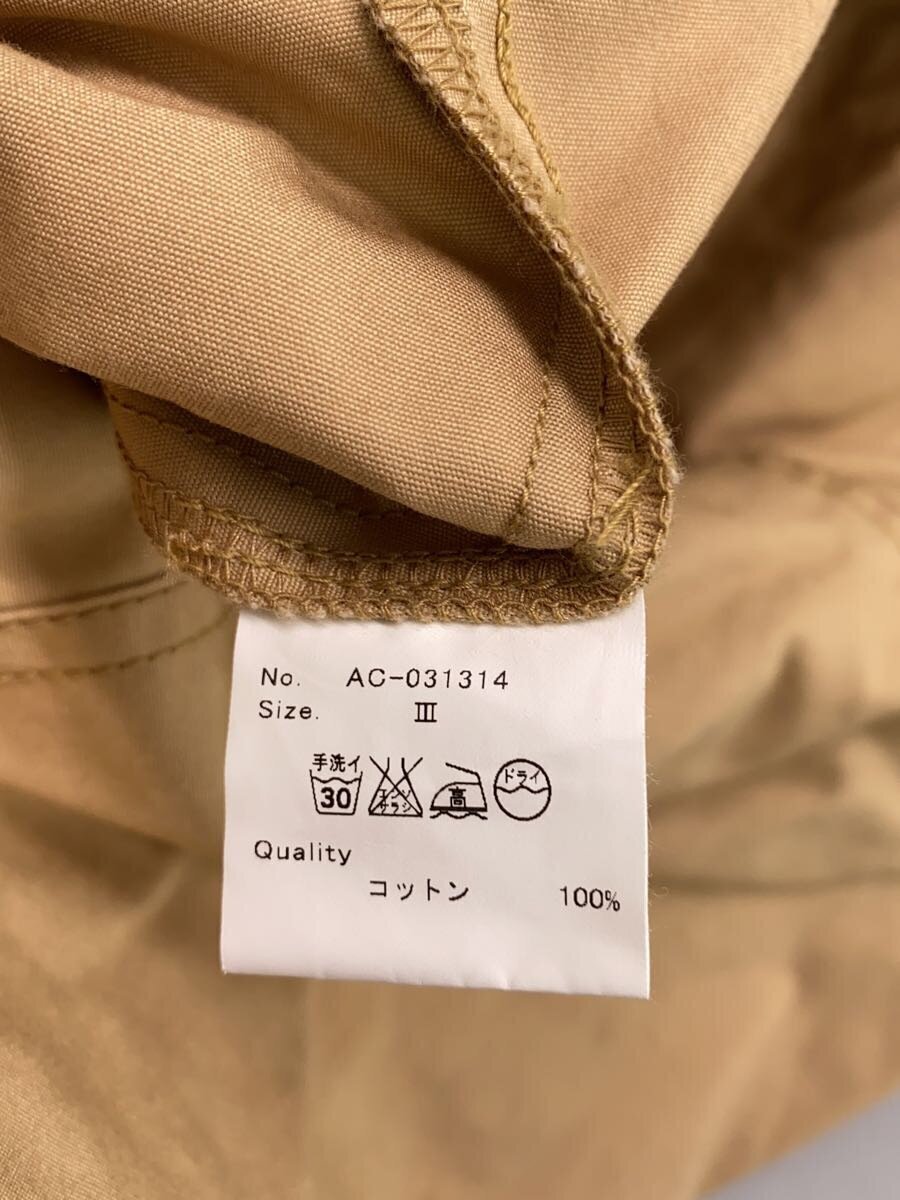 No. AC-031314
Size. Ⅲ
手洗イ
30
エンソ
サラシ
高
ドライ
Quality
コットン 100%